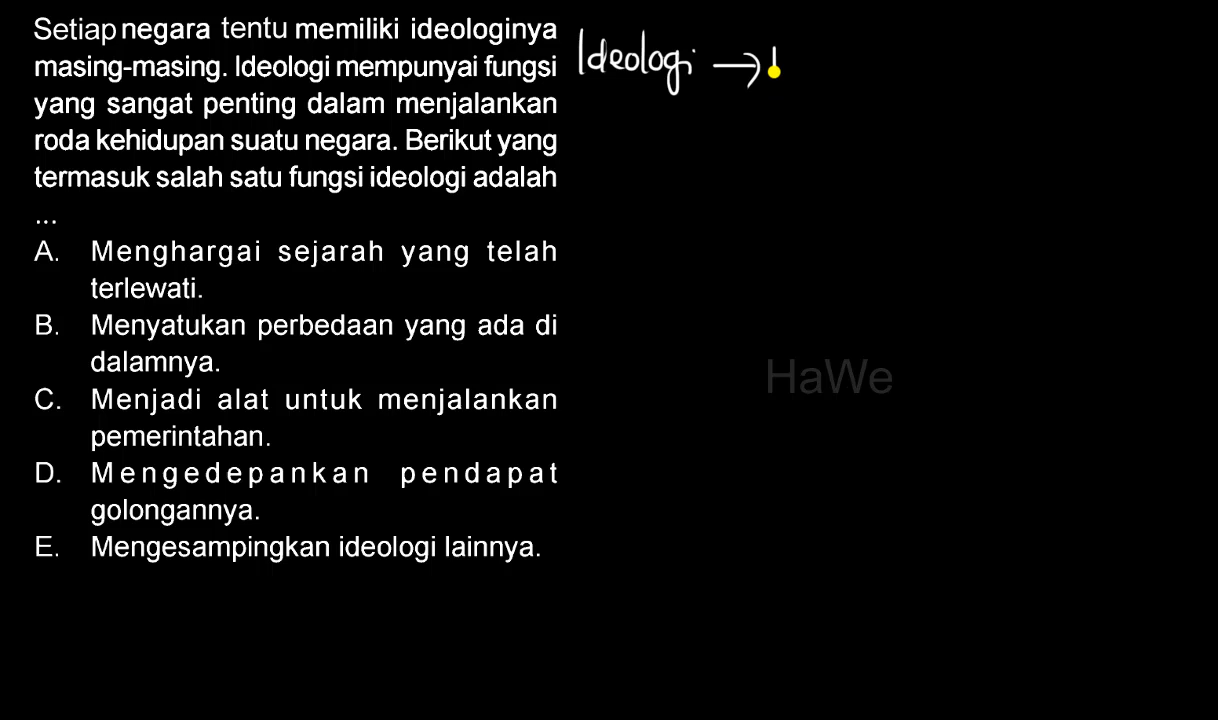 Setiap negara tentu memiliki ideologinya
masing-masing. Ideologi mempunyai fungsi
yang sangat penting dalam menjalankan
roda kehidupan suatu negara. Berikut yang
termasuk salah satu fungsi ideologi adalah
...
A. Menghargai sejarah yang telah
terlewati.
B. Menyatukan perbedaan yang ada di
dalamnya.
C. Menjadi alat untuk menjalankan
pemerintahan.
D. Mengedepankan pendapat
golongannya.
E. Mengesampingkan ideologi lainnya.
Ideologi →
HaWe